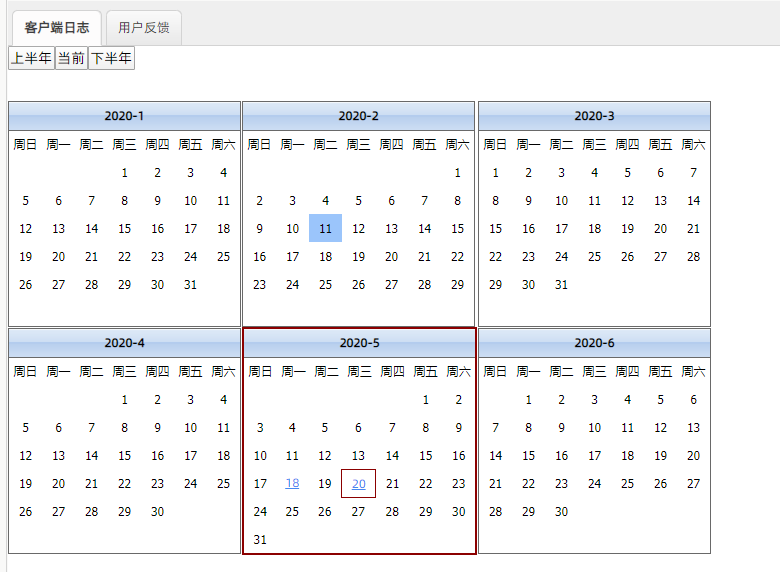 客户端日志 用户反馈
上半年 当前 下半年
2020-1 2020-2 2020-3
周日 周一 周二 周三 周四 周五 周六 周日 周一 周二 周三 周四 周五 周六 周日 周一 周二 周三 周四 周五 周六
1 2 3 4 1 1 2 3 4 5 6 7
5 6 7 8 9 10 11 2 3 4 5 6 7 8 8 9 10 11 12 13 14
12 13 14 15 16 17 18 9 10 11 12 13 14 15 15 16 17 18 19 20 21
19 20 21 22 23 24 25 16 17 18 19 20 21 22 22 23 24 25 26 27 28
26 27 28 29 30 31 23 24 25 26 27 28 29 29 30 31
2020-4 2020-5 2020-6
周日 周一 周二 周三 周四 周五 周六 周日 周一 周二 周三 周四 周五 周六 周日 周一 周二 周三 周四 周五 周六
1 2 3 4 1 2 1 2 3 4 5 6
5 6 7 8 9 10 11 3 4 5 6 7 8 9 7 8 9 10 11 12 13
12 13 14 15 16 17 18 10 11 12 13 14 15 16 14 15 16 17 18 19 20
19 20 21 22 23 24 25 17 18 19 20 21 22 23 21 22 23 24 25 26 27
26 27 28 29 30 24 25 26 27 28 29 30 28 29 30
31